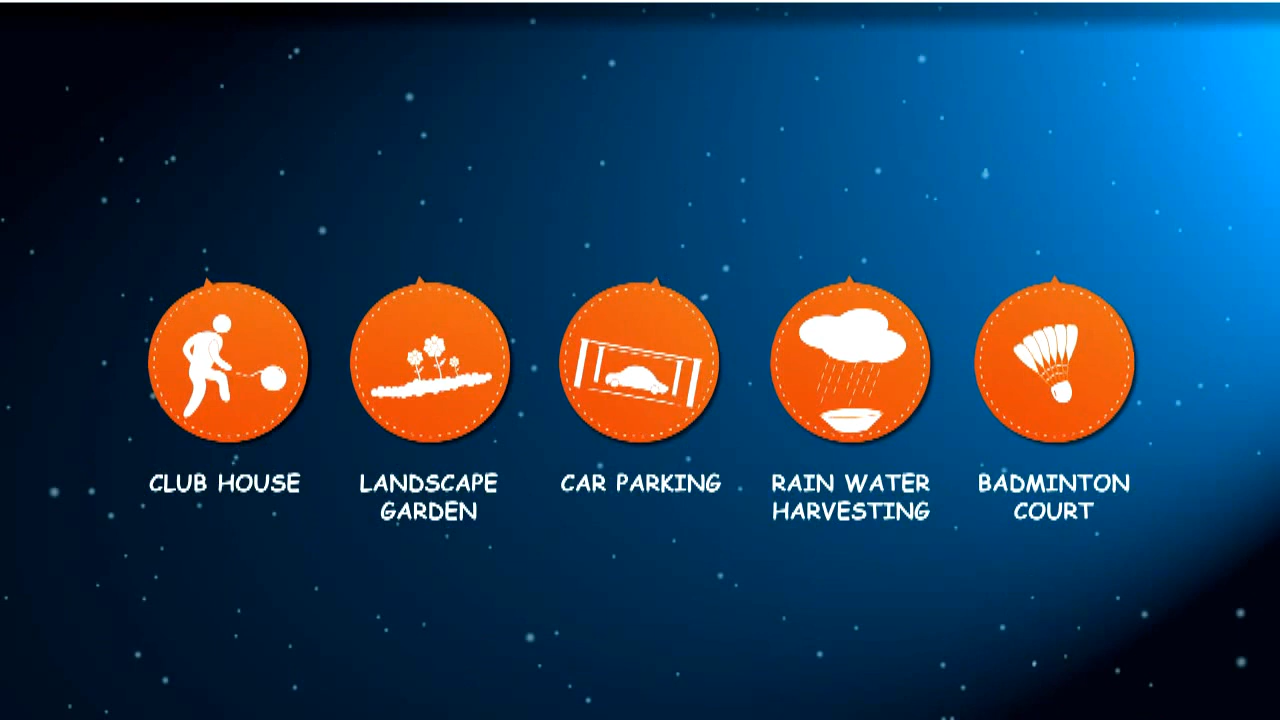 CLUB HOUSE
LANDSCAPE
GARDEN
CAR PARKING
RAIN WATER
HARVESTING
BADMINTON
COURT